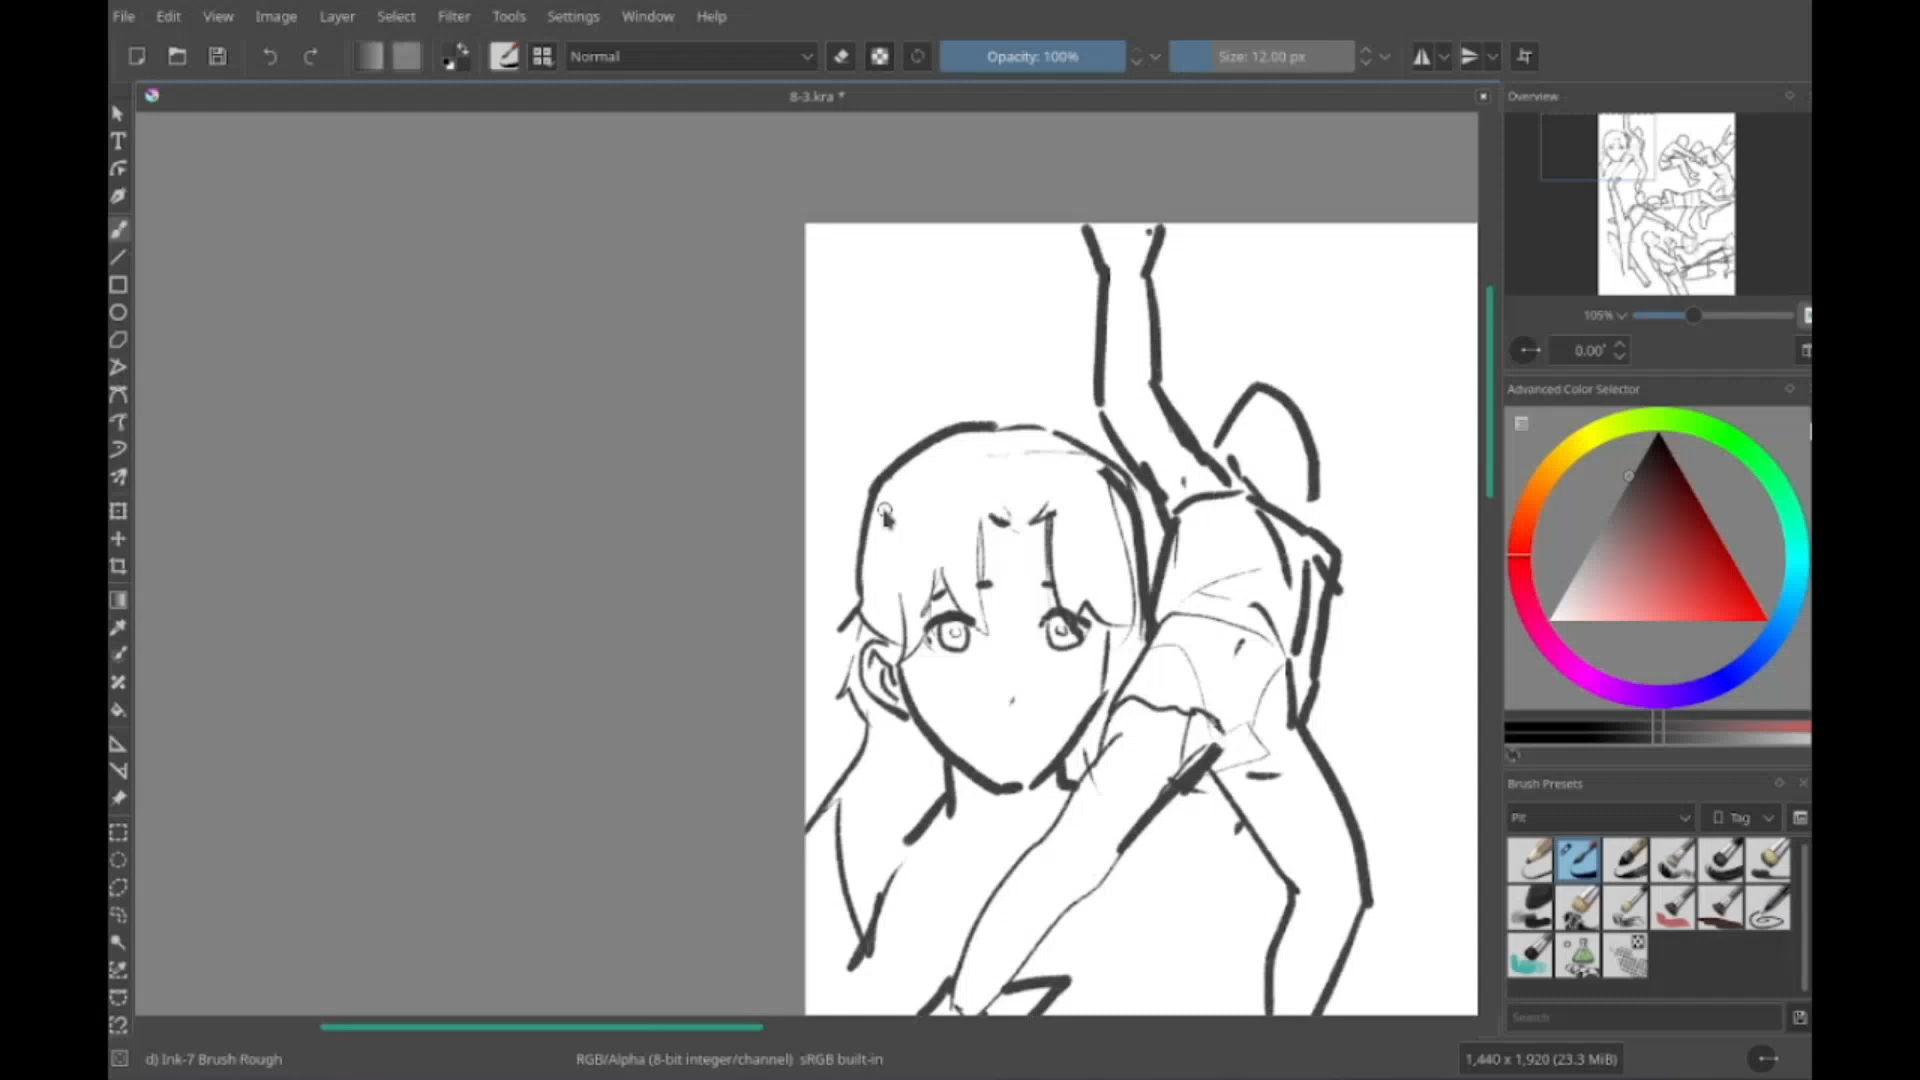 File Edit View Image Layer Select Filter Tools Settings Window Help
Normal
Opacity: 100%
Size: 12.00 px
8-3.kra *
Overview
105%
0.00°
Advanced Color Selector
Brush Presets
Pit
Tag
Search
d) Ink-7 Brush Rough
RGB/Alpha (8-bit integer/channel) sRGB built-in
1,440 x 1,920 (23.3 MiB)